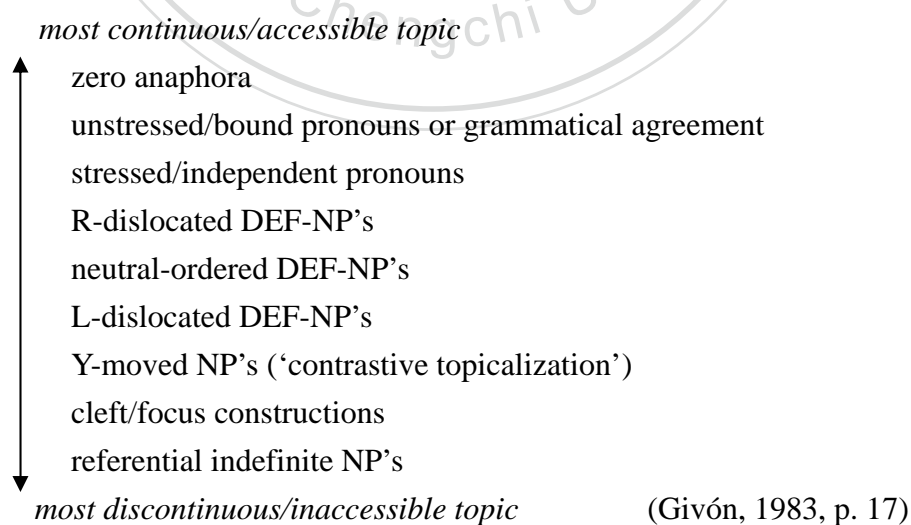 Chengchi U
most continuous/accessible topic
zero anaphora
unstressed/bound pronouns or grammatical agreement
stressed/independent pronouns
R-dislocated DEF-NP’s
neutral-ordered DEF-NP’s
L-dislocated DEF-NP’s
Y-moved NP’s (‘contrastive topicalization’)
cleft/focus constructions
referential indefinite NP’s
most discontinuous/inaccessible topic (Givón, 1983, p. 17)